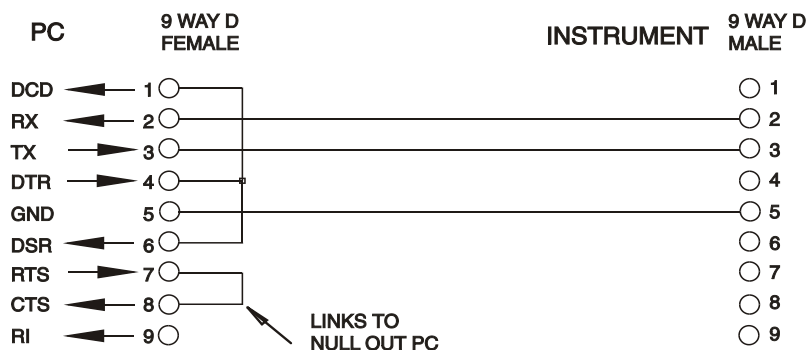 PC
9 WAY D
FEMALE
INSTRUMENT
9 WAY D
MALE
DCD 1 1
RX 2 2
TX 3 3
DTR 4 4
GND 5 5
DSR 6 6
RTS 7 7
CTS 8 8
RI 9 9
LINKS TO
NULL OUT PC